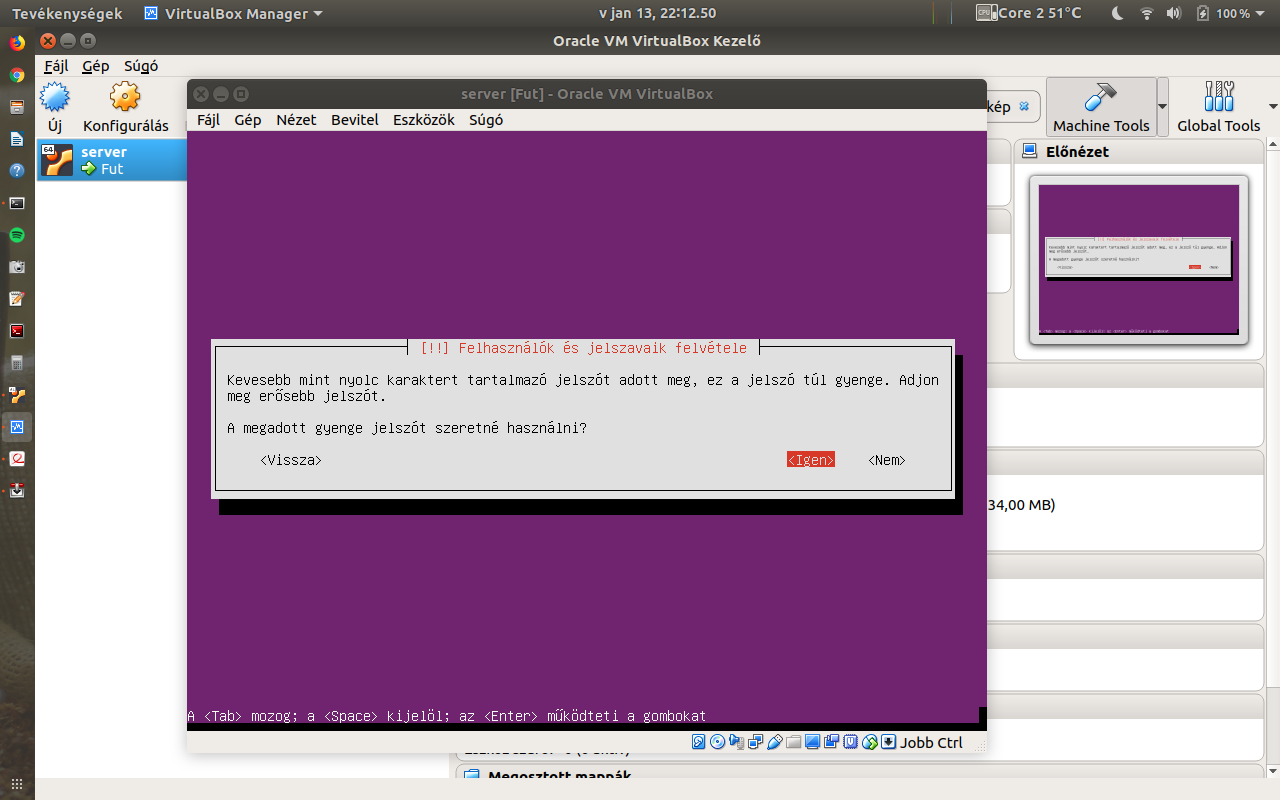 Tevékenységek
VirtualBox Manager
v jan 13, 22:12.50
Core 2 51°C
100 %
Oracle VM VirtualBox Kezelő
Fájl Gép Súgó
Új
Konfigurálás
kép
Machine Tools
Global Tools
server
Fut
Előnézet
server [Fut] - Oracle VM VirtualBox
Fájl Gép Nézet Bevitel Eszközök Súgó
[!!] Felhasználók és jelszavaik felvétele
Kevesebb mint nyolc karaktert tartalmazó jelszót adott meg, ez a jelszó túl gyenge. Adjon
meg erősebb jelszót.
A megadott gyenge jelszót szeretné használni?
<Vissza> <Igen> <Nem>
A <Tab> mozog; a <Space> kijelöl; az <Enter> működteti a gombokat
Jobb Ctrl
34,00 MB)
Megosztott mappák